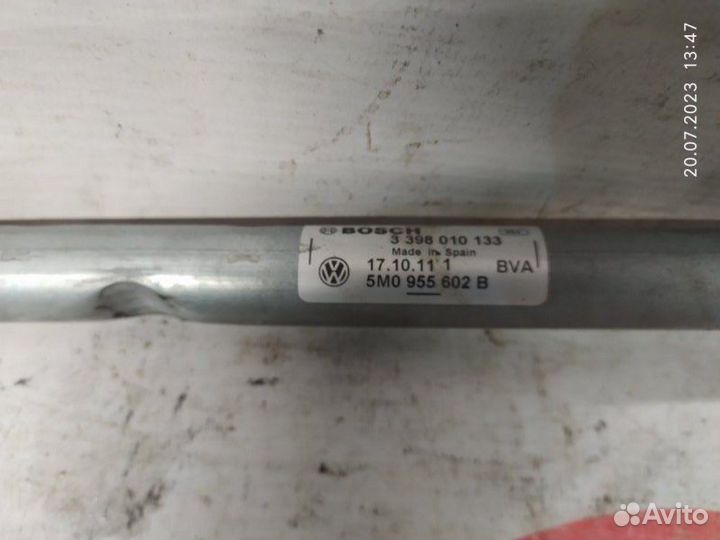 20.07.2023 13:47
BOSCH
3 398 010 133
Made in Spain
17.10.11 1
BVA
5M0 955 602 B
Avito